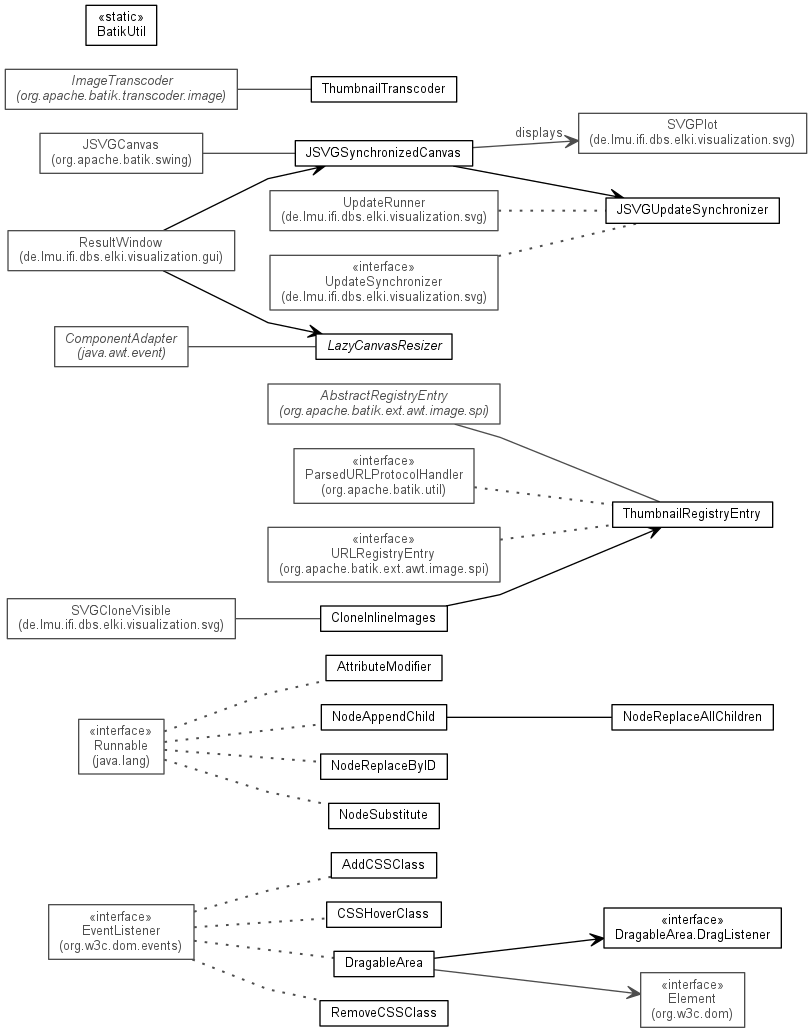 «static»
BatikUtil
ImageTranscoder
(org.apache.batik.transcoder.image)
ThumbnailTranscoder
JSVGCanvas
(org.apache.batik.swing)
JSVGSynchronizedCanvas
displays
SVGPlot
(de.lmu.ifi.dbs.elki.visualization.svg)
UpdateRunner
(de.lmu.ifi.dbs.elki.visualization.svg)
JSVGUpdateSynchronizer
ResultWindow
(de.lmu.ifi.dbs.elki.visualization.gui)
«interface»
UpdateSynchronizer
(de.lmu.ifi.dbs.elki.visualization.svg)
ComponentAdapter
(java.awt.event)
LazyCanvasResizer
AbstractRegistryEntry
(org.apache.batik.ext.awt.image.spi)
«interface»
ParsedURLProtocolHandler
(org.apache.batik.util)
ThumbnailRegistryEntry
«interface»
URLRegistryEntry
(org.apache.batik.ext.awt.image.spi)
SVGCloneVisible
(de.lmu.ifi.dbs.elki.visualization.svg)
CloneInlineImages
AttributeModifier
«interface»
Runnable
(java.lang)
NodeAppendChild
NodeReplaceAllChildren
NodeReplaceByID
NodeSubstitute
AddCSSClass
«interface»
EventListener
(org.w3c.dom.events)
CSSHoverClass
«interface»
DragableArea.DragListener
DragableArea
«interface»
Element
(org.w3c.dom)
RemoveCSSClass